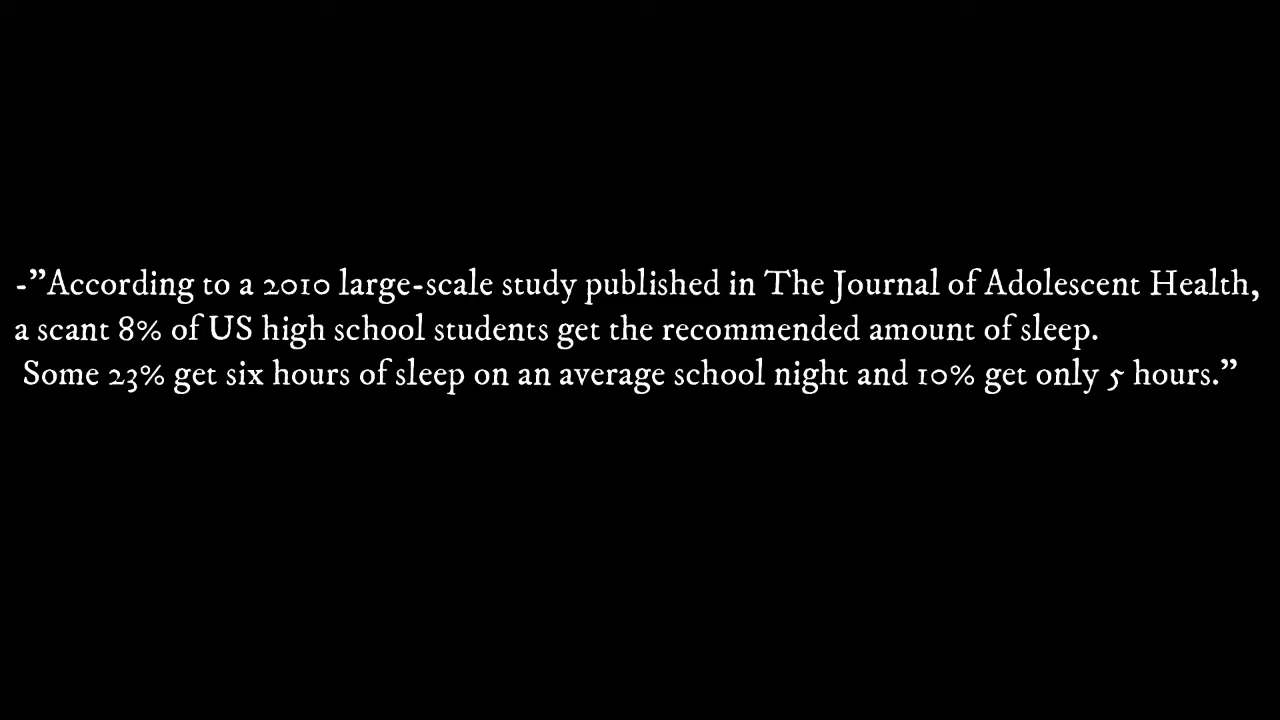 -”According to a 2010 large-scale study published in The Journal of Adolescent Health,
a scant 8% of US high school students get the recommended amount of sleep.
Some 23% get six hours of sleep on an average school night and 10% get only 5 hours.”